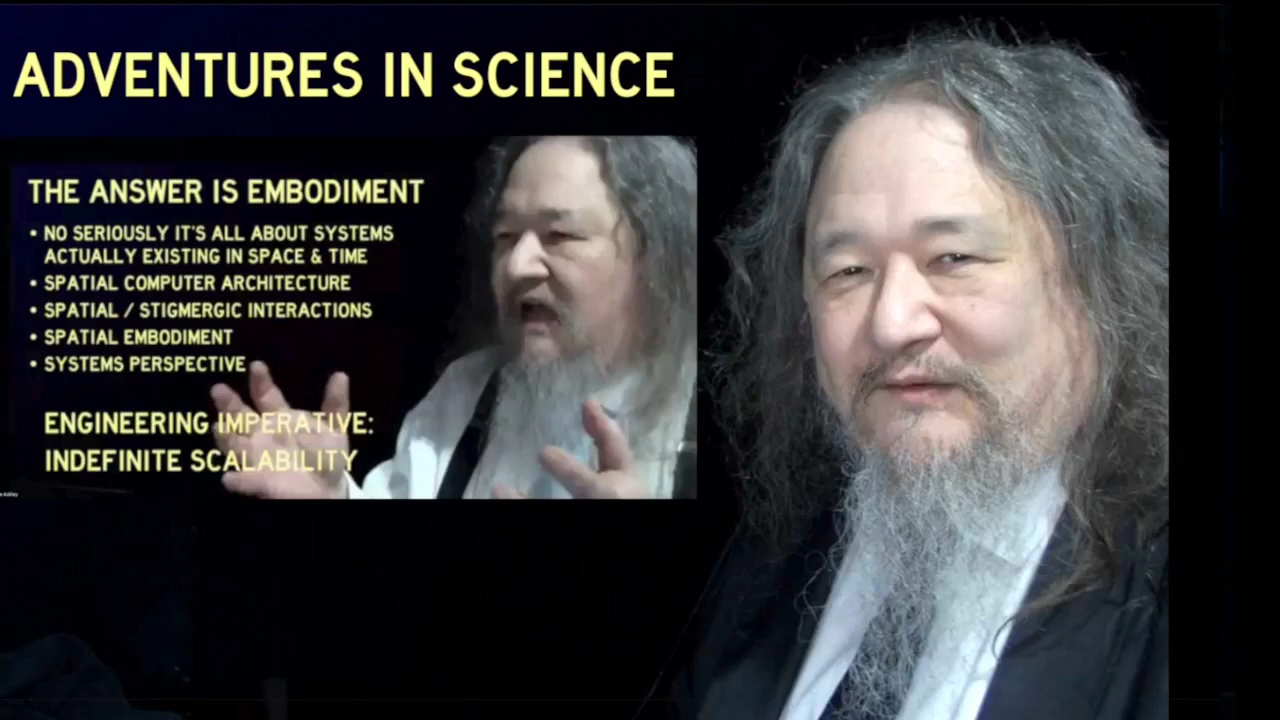 ADVENTURES IN SCIENCE
THE ANSWER IS EMBODIMENT
• NO SERIOUSLY IT'S ALL ABOUT SYSTEMS
ACTUALLY EXISTING IN SPACE & TIME
• SPATIAL COMPUTER ARCHITECTURE
• SPATIAL / STIGMERGIC INTERACTIONS
• SPATIAL EMBODIMENT
• SYSTEMS PERSPECTIVE
ENGINEERING IMPERATIVE:
INDEFINITE SCALABILITY